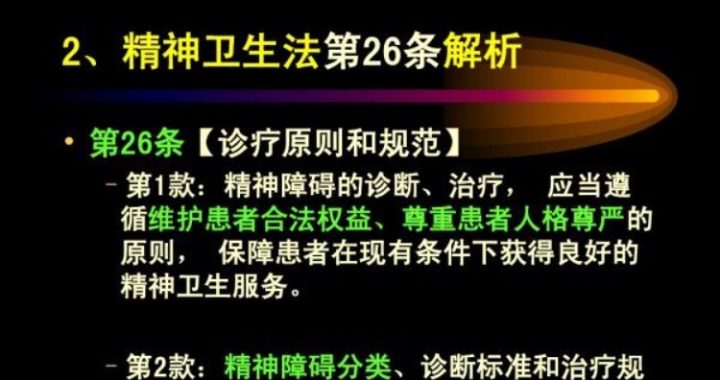 2、精神卫生法第26条解析
• 第26条【诊疗原则和规范】
– 第1款：精神障碍的诊断、治疗， 应当遵
循维护患者合法权益、尊重患者人格尊严的
原则， 保障患者在现有条件下获得良好的
精神卫生服务。
– 第2款：精神障碍分类、诊断标准和治疗规